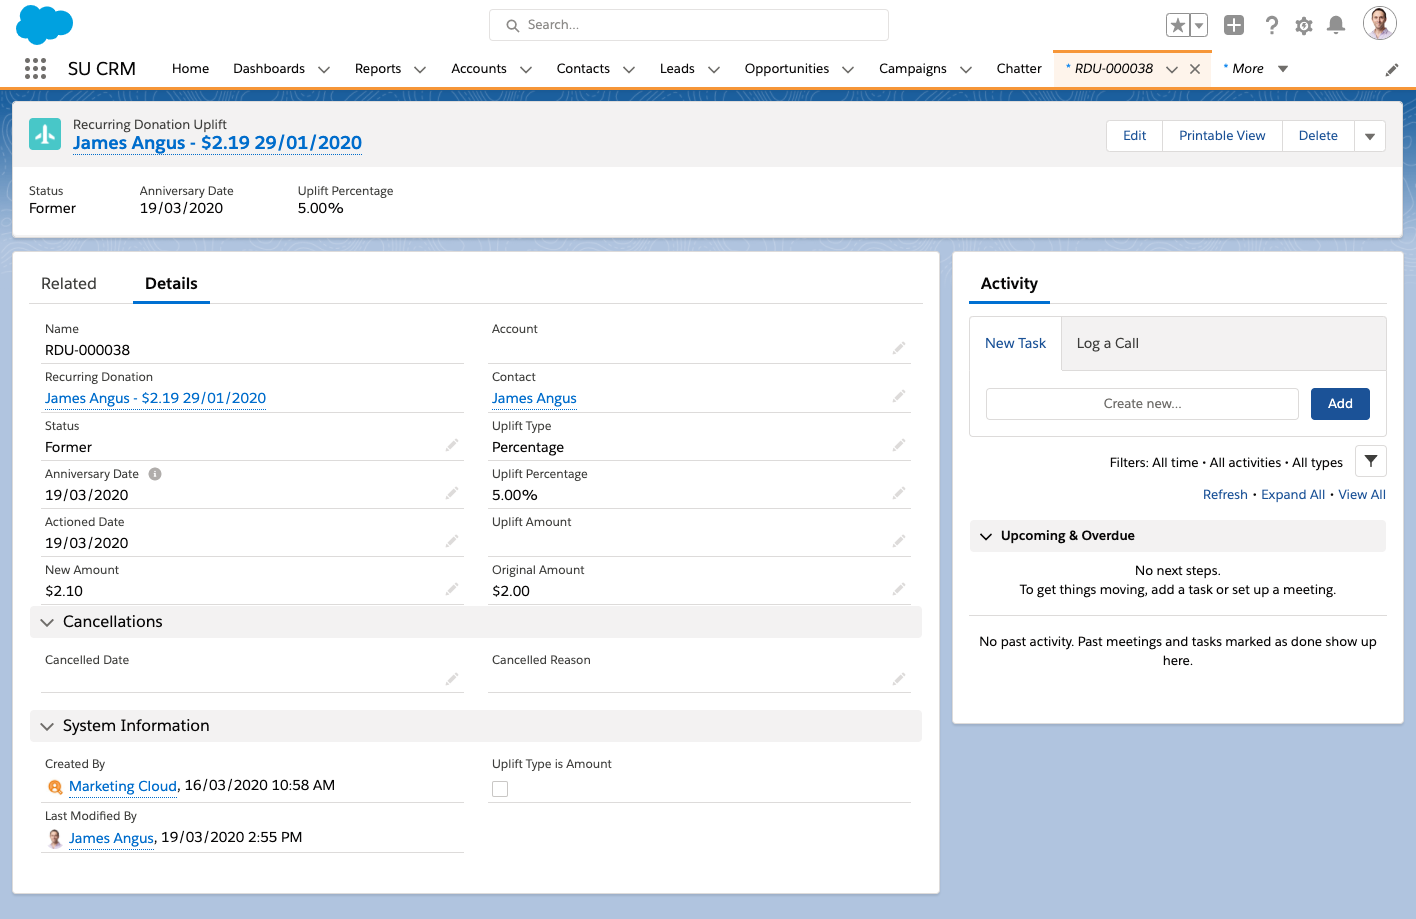 Search...
SU CRM
Home
Dashboards
Reports
Accounts
Contacts
Leads
Opportunities
Campaigns
Chatter
* RDU-000038
* More
Recurring Donation Uplift
James Angus - $2.19 29/01/2020
Edit
Printable View
Delete
Status
Former
Anniversary Date
19/03/2020
Uplift Percentage
5.00%
Related
Details
Name
RDU-000038
Account
Recurring Donation
James Angus - $2.19 29/01/2020
Contact
James Angus
Status
Former
Uplift Type
Percentage
Anniversary Date
19/03/2020
Uplift Percentage
5.00%
Actioned Date
19/03/2020
Uplift Amount
New Amount
$2.10
Original Amount
$2.00
Cancellations
Cancelled Date
Cancelled Reason
System Information
Created By
Marketing Cloud, 16/03/2020 10:58 AM
Uplift Type is Amount
Last Modified By
James Angus, 19/03/2020 2:55 PM
Activity
New Task
Log a Call
Create new...
Add
Filters: All time • All activities • All types
Refresh • Expand All • View All
Upcoming & Overdue
No next steps.
To get things moving, add a task or set up a meeting.
No past activity. Past meetings and tasks marked as done show up
here.